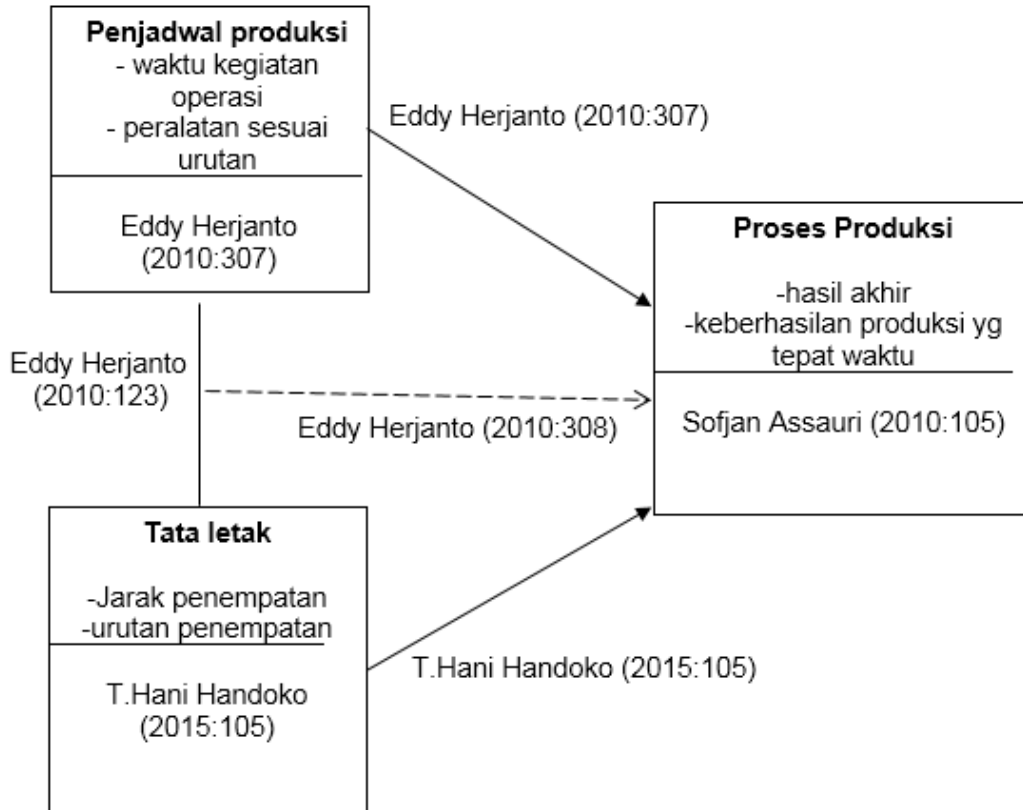 Penjadwal produksi
- waktu kegiatan
operasi
- peralatan sesuai
urutan
Eddy Herjanto
(2010:307)
Eddy Herjanto (2010:307)
Proses Produksi
-hasil akhir
-keberhasilan produksi yg
tepat waktu
Sofjan Assauri (2010:105)
Eddy Herjanto
(2010:123)
Eddy Herjanto (2010:308)
Tata letak
-Jarak penempatan
-urutan penempatan
T.Hani Handoko
(2015:105)
T.Hani Handoko (2015:105)